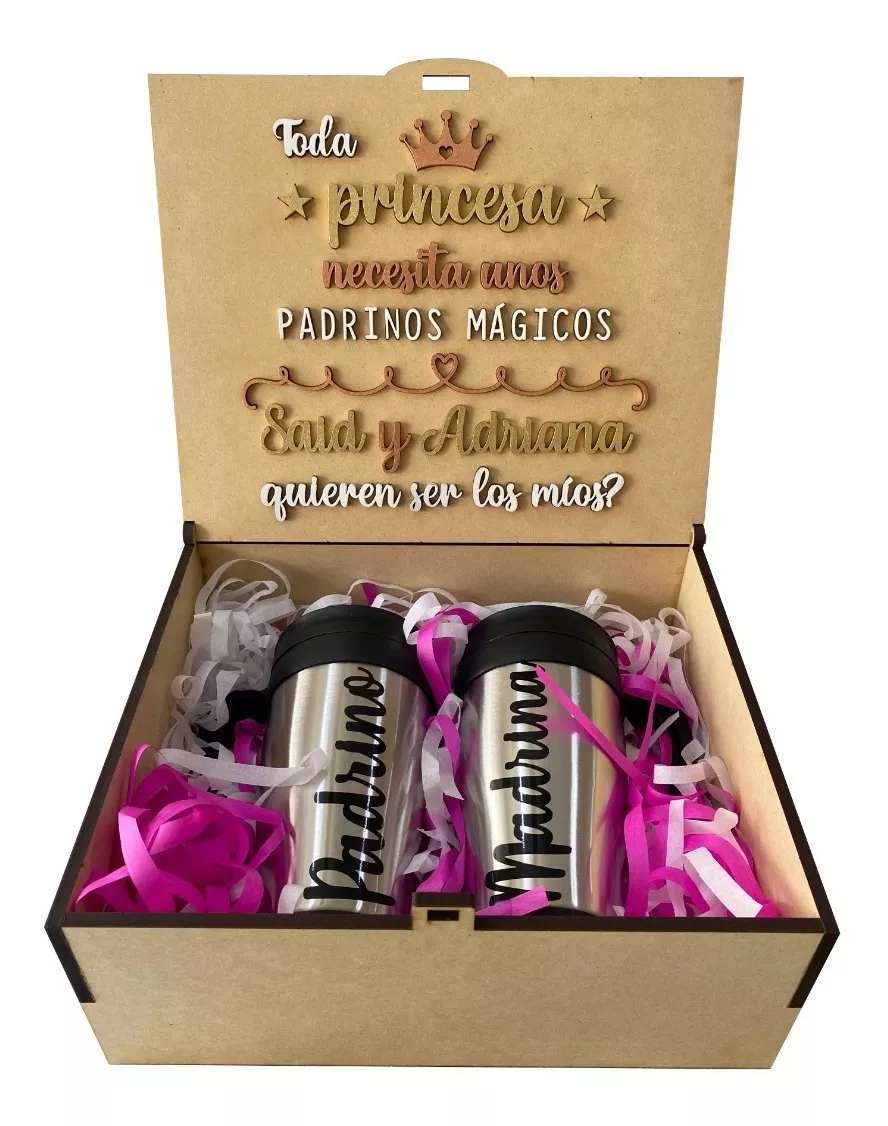 Toda
princesa
necesita unos
PADRINOS MÁGICOS
Said y Adriana
quieren ser los míos?
Padrino
Madrina